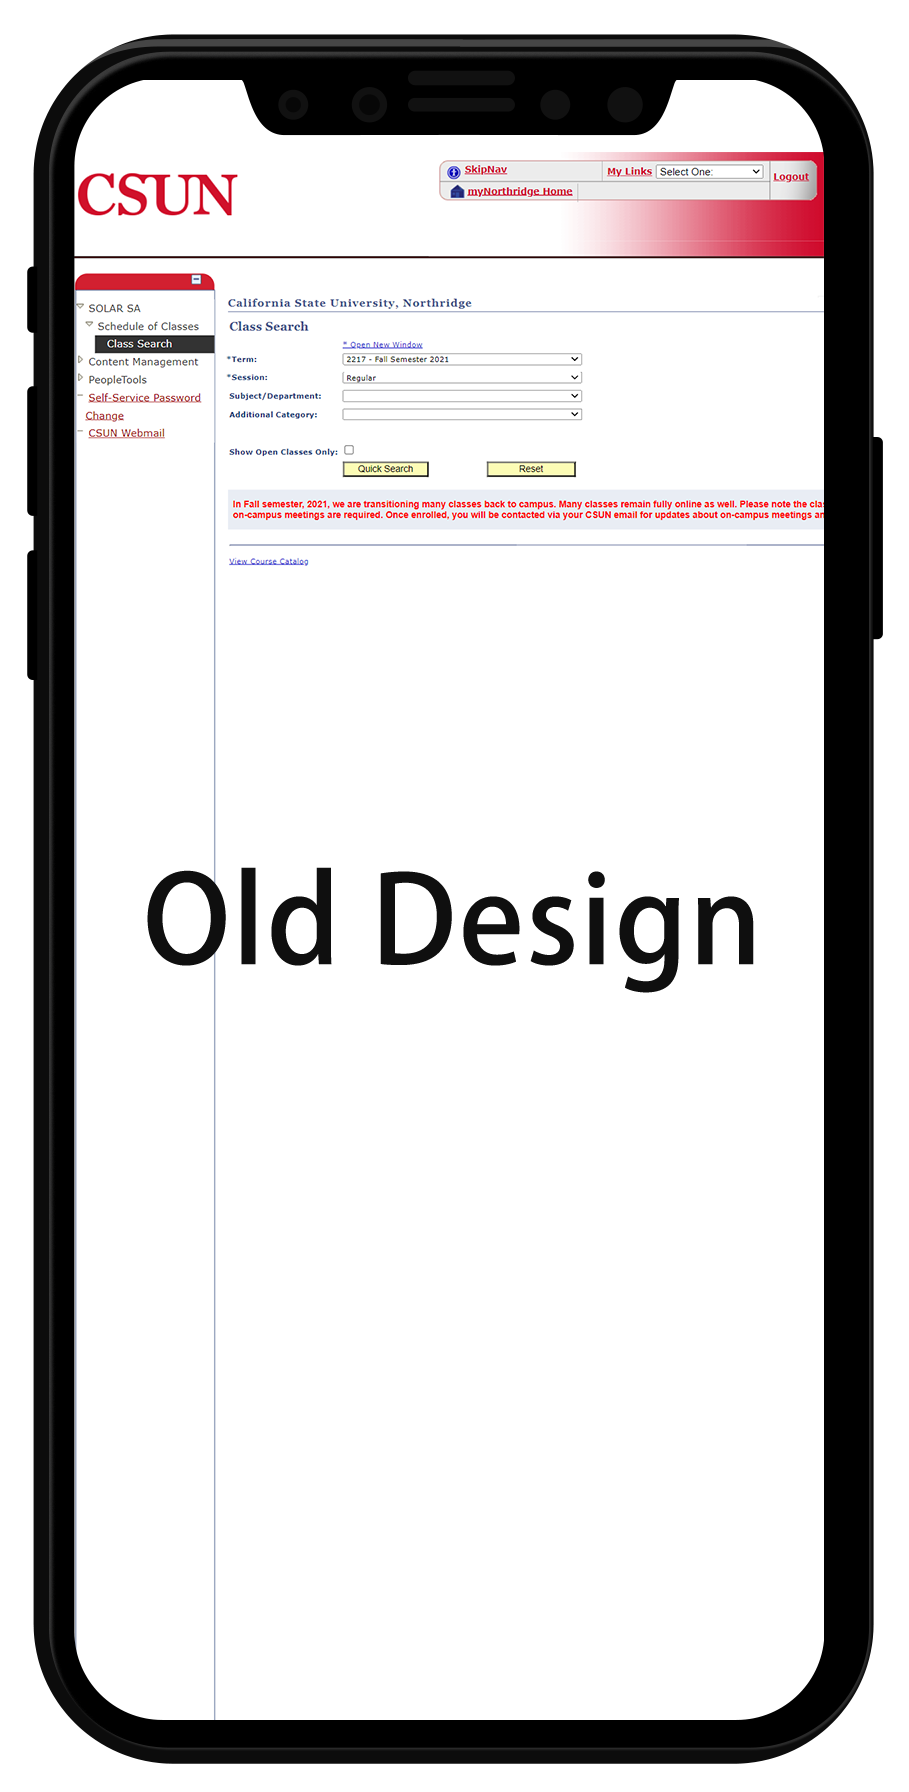 CSUN
SkipNav
My Links Select One:
Logout
myNorthridge Home
SOLAR SA
Schedule of Classes
Class Search
Content Management
PeopleTools
Self-Service Password
Change
CSUN Webmail
California State University, Northridge
Class Search
* Open New Window
*Term: 2217 - Fall Semester 2021
*Session: Regular
Subject/Department:
Additional Category:
Show Open Classes Only:
Quick Search Reset
In Fall semester, 2021, we are transitioning many classes back to campus. Many classes remain fully online as well. Please note the
on-campus meetings are required. Once enrolled, you will be contacted via your CSUN email for updates about on-campus meetings
View Course Catalog
Old Design